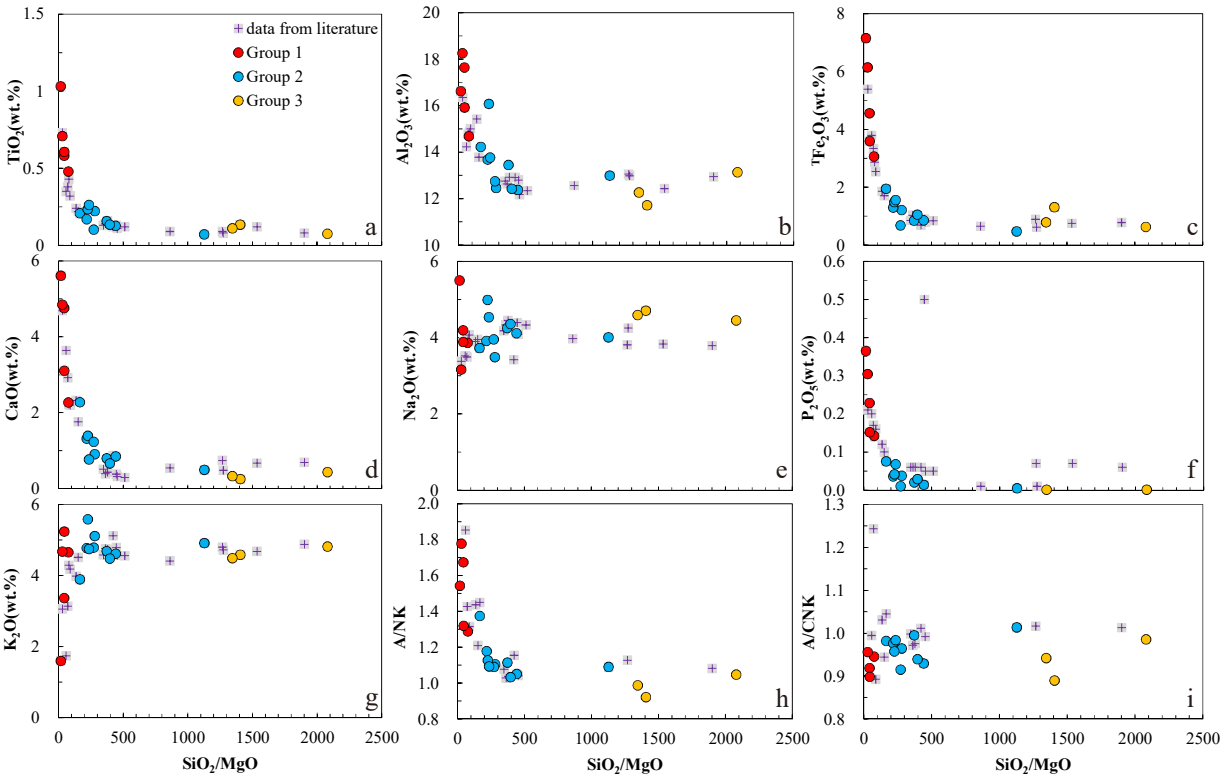 1.5
1
0.5
0
TiO2(wt.%)
data from literature
Group 1
Group 2
Group 3
a
20
18
16
14
12
10
Al2O3(wt.%)
b
8
6
4
2
0
TFe2O3(wt.%)
c
6
4
2
0
CaO(wt.%)
d
6
4
2
0
Na2O(wt.%)
e
0.6
0.5
0.4
0.3
0.2
0.1
0.0
P2O5(wt.%)
f
6
4
2
0
K2O(wt.%)
g
0 500 1000 1500 2000 2500
SiO2/MgO
2.0
1.8
1.6
1.4
1.2
1.0
0.8
A/NK
h
0 500 1000 1500 2000 2500
SiO2/MgO
1.3
1.2
1.1
1.0
0.9
0.8
A/CNK
i
0 500 1000 1500 2000 2500
SiO2/MgO